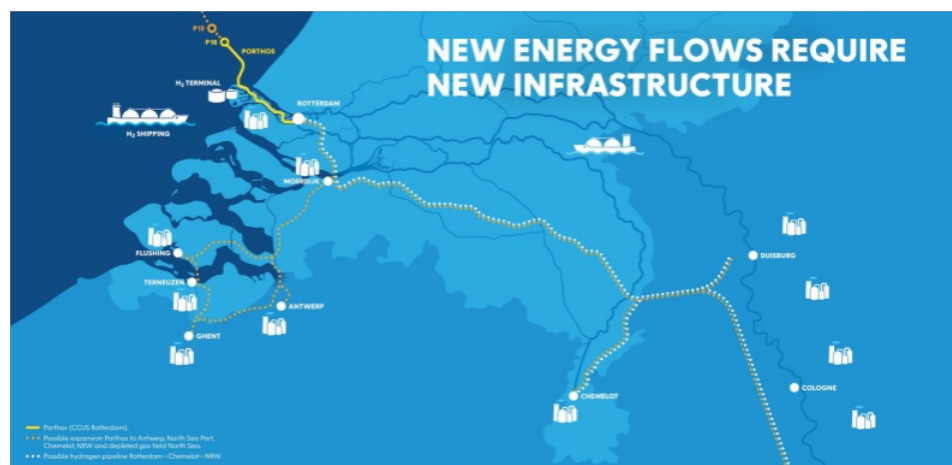 NEW ENERGY FLOWS REQUIRE
NEW INFRASTRUCTURE
P15
P18
PORTHOS
H₂ TERMINAL
ROTTERDAM
H₂ SHIPPING
MOERDIJK
FLUSHING
DUISBURG
TERNEUZEN
ANTWERP
GHENT
COLOGNE
CHEMELOT
Porthos (CCUS Rotterdam).
Possible expansion Porthos to Antwerp, North Sea Port,
Chemelot, NRW and depleted gas field North Sea.
Possible hydrogen pipeline Rotterdam—Chemelot—NRW.